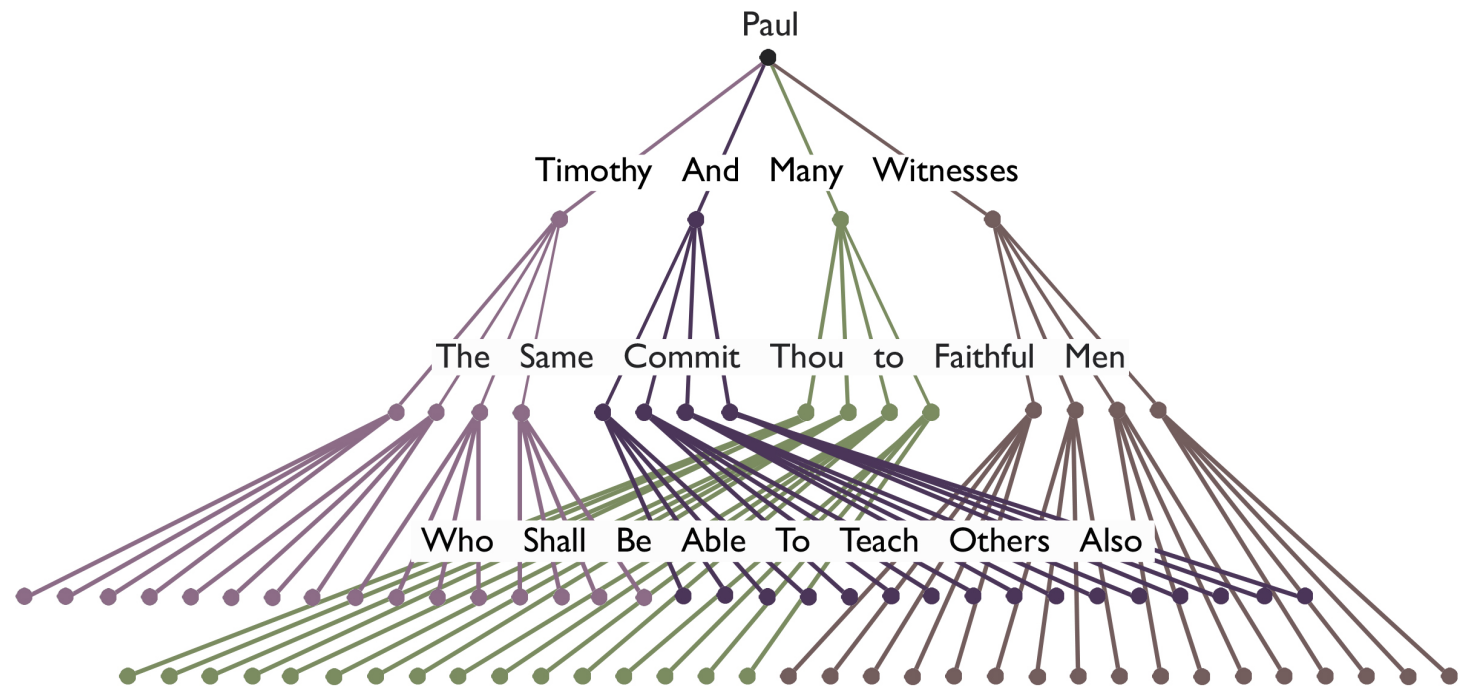 Paul
Timothy And Many Witnesses
The Same Commit Thou to Faithful Men
Who Shall Be Able To Teach Others Also